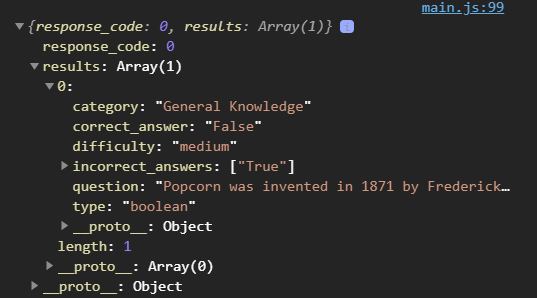 main.js:99
{response_code: 0, results: Array(1)} i
response_code: 0
results: Array(1)
0:
category: "General Knowledge"
correct_answer: "False"
difficulty: "medium"
incorrect_answers: ["True"]
question: "Popcorn was invented in 1871 by Frederick…
type: "boolean"
__proto__: Object
length: 1
__proto__: Array(0)
__proto__: Object